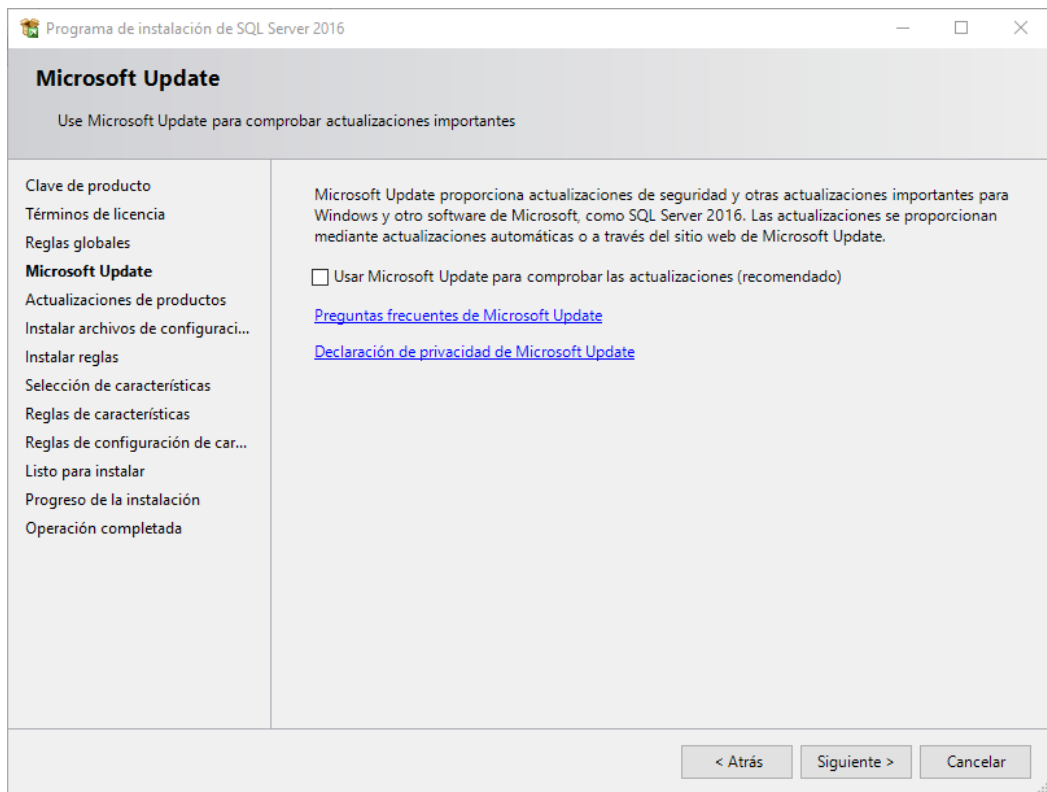 Programa de instalación de SQL Server 2016
Microsoft Update
Use Microsoft Update para comprobar actualizaciones importantes
Clave de producto
Términos de licencia
Reglas globales
Microsoft Update
Actualizaciones de productos
Instalar archivos de configuraci...
Instalar reglas
Selección de características
Reglas de características
Reglas de configuración de car...
Listo para instalar
Progreso de la instalación
Operación completada
Microsoft Update proporciona actualizaciones de seguridad y otras actualizaciones importantes para
Windows y otro software de Microsoft, como SQL Server 2016. Las actualizaciones se proporcionan
mediante actualizaciones automáticas o a través del sitio web de Microsoft Update.
Usar Microsoft Update para comprobar las actualizaciones (recomendado)
Preguntas frecuentes de Microsoft Update
Declaración de privacidad de Microsoft Update
< Atrás
Siguiente >
Cancelar